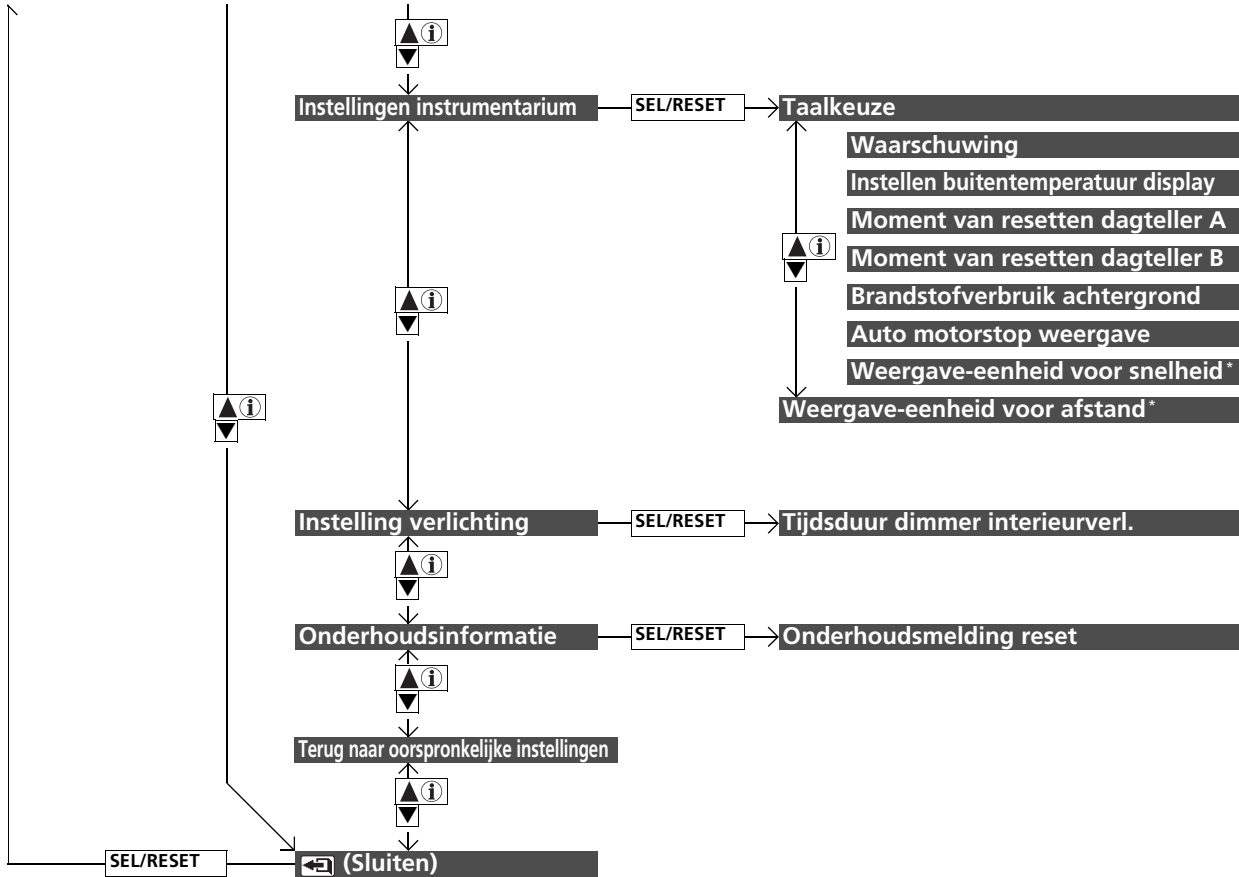 Instellingen instrumentarium SEL/RESET Taalkeuze
Waarschuwing
Instellen buitentemperatuur display
Moment van resetten dagteller A
Moment van resetten dagteller B
Brandstofverbruik achtergrond
Auto motorstop weergave
Weergave-eenheid voor snelheid*
Weergave-eenheid voor afstand*
Instelling verlichting SEL/RESET Tijdsduur dimmer interieurverl.
Onderhoudsinformatie SEL/RESET Onderhoudsmelding reset
Terug naar oorspronkelijke instellingen
SEL/RESET (Sluiten)